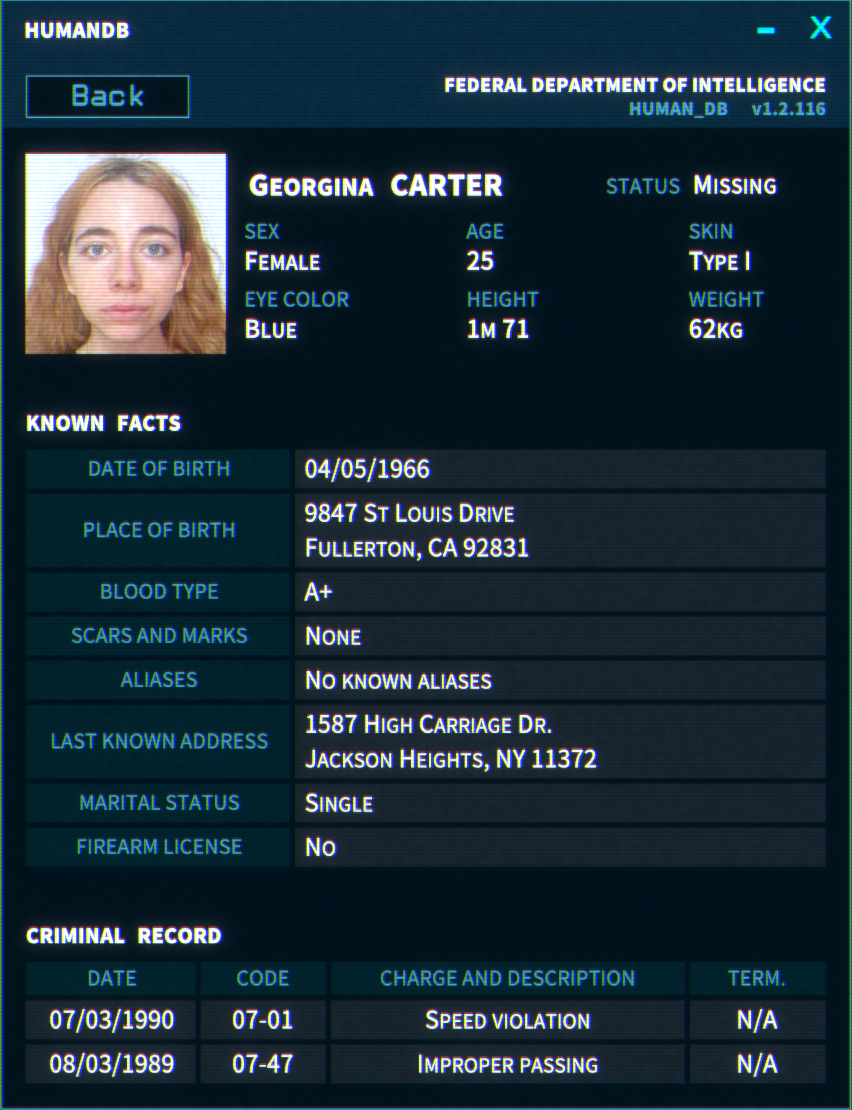 HUMANDB
– X
Back
FEDERAL DEPARTMENT OF INTELLIGENCE
HUMAN_DB v1.2.116
GEORGINA CARTER
STATUS MISSING
SEX AGE SKIN
FEMALE 25 TYPE I
EYE COLOR HEIGHT WEIGHT
BLUE 1M 71 62KG
KNOWN FACTS
DATE OF BIRTH 04/05/1966
PLACE OF BIRTH 9847 ST LOUIS DRIVE
FULLERTON, CA 92831
BLOOD TYPE A+
SCARS AND MARKS NONE
ALIASES NO KNOWN ALIASES
LAST KNOWN ADDRESS 1587 HIGH CARRIAGE DR.
JACKSON HEIGHTS, NY 11372
MARITAL STATUS SINGLE
FIREARM LICENSE NO
CRIMINAL RECORD
DATE CODE CHARGE AND DESCRIPTION TERM.
07/03/1990 07-01 SPEED VIOLATION N/A
08/03/1989 07-47 IMPROPER PASSING N/A